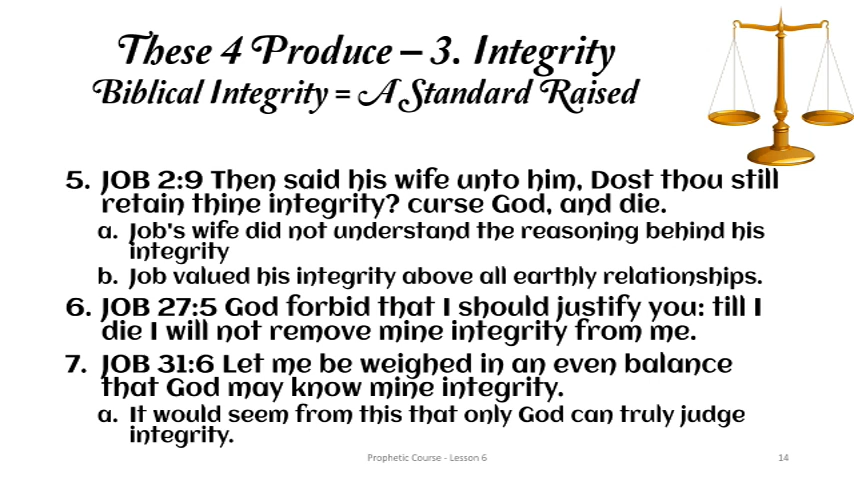 These 4 Produce – 3. Integrity
Biblical Integrity = A Standard Raised
5. JOB 2:9 Then said his wife unto him, Dost thou still
retain thine integrity? curse God, and die.
a. Job's wife did not understand the reasoning behind his
integrity
b. Job valued his integrity above all earthly relationships.
6. JOB 27:5 God forbid that I should justify you: till I
die I will not remove mine integrity from me.
7. JOB 31:6 Let me be weighed in an even balance
that God may know mine integrity.
a. It would seem from this that only God can truly judge
integrity.
Prophetic Course - Lesson 6
14